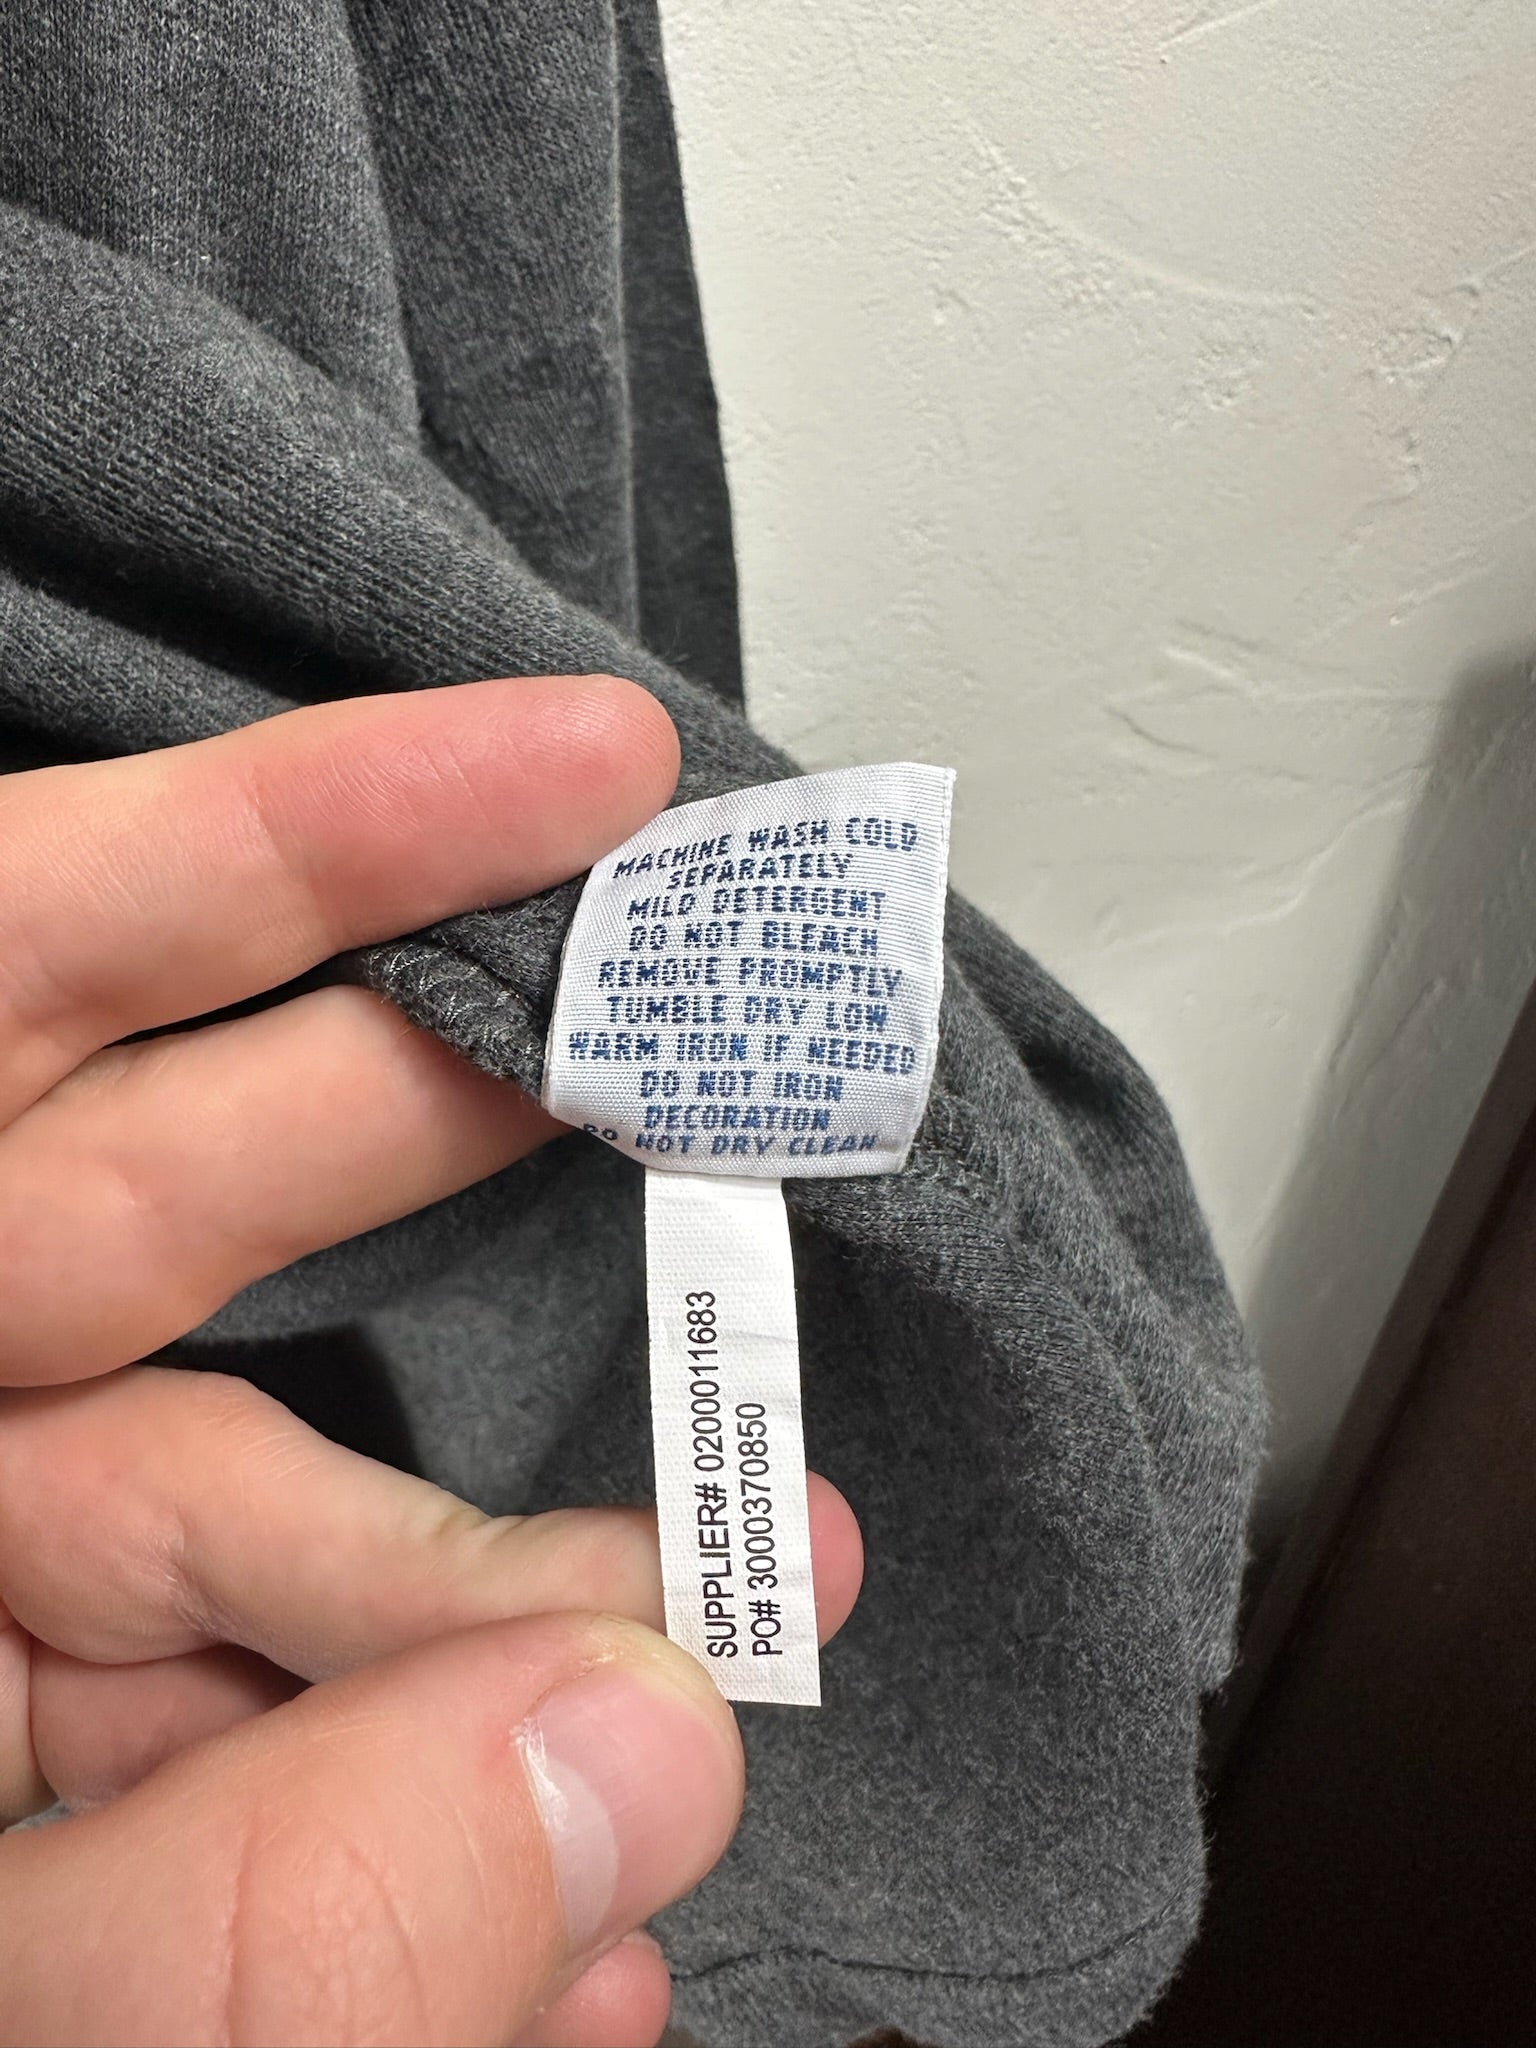 MACHINE WASH COLD
SEPARATELY
MILD DETERGENT
DO NOT BLEACH
REMOVE PROMPTLY
TUMBLE DRY LOW
WARM IRON IF NEEDED
DO NOT IRON
DECORATION
DO NOT DRY CLEAN
SUPPLIER# 0200011683
PO# 3000370850